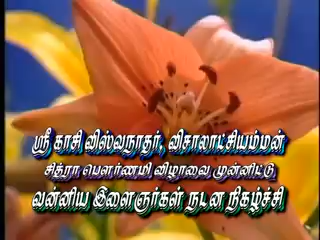 ஸ்ரீ காசி விஸ்வநாதர், விசாலாட்சியம்மன்
சித்ரா பௌர்ணமி விழாவை முன்னிட்டு
வன்னிய இளைஞர்கள் நடன நிகழ்ச்சி